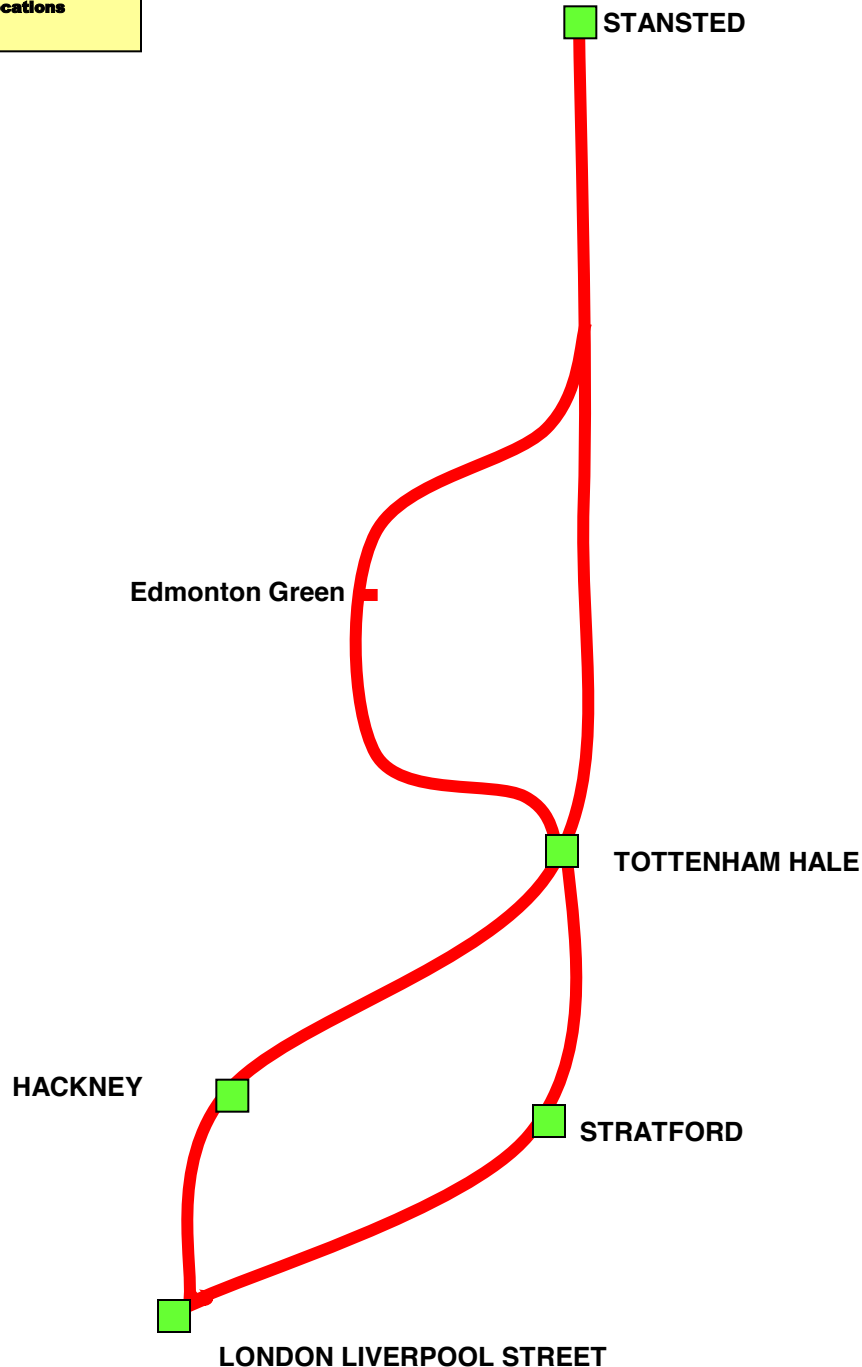 cations
STANSTED
Edmonton Green
TOTTENHAM HALE
HACKNEY
STRATFORD
LONDON LIVERPOOL STREET